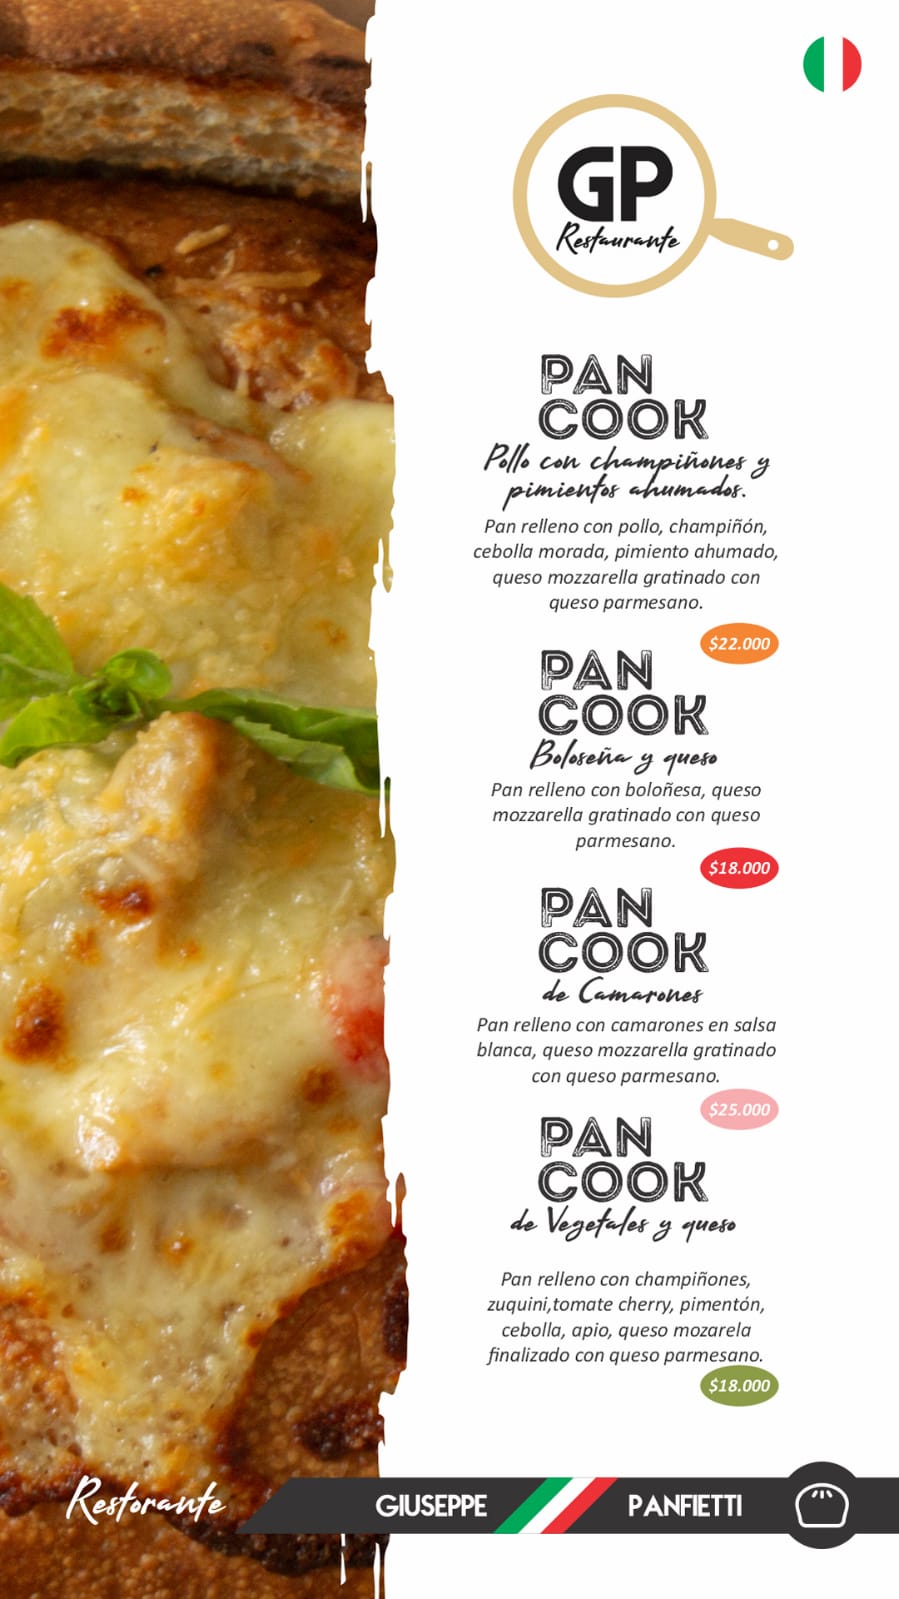 GP
Restaurante
PAN
COOK
Pollo con champiñones y
pimientos ahumados.
Pan relleno con pollo, champiñón,
cebolla morada, pimiento ahumado,
queso mozzarella gratinado con
queso parmesano.
$22.000
PAN
COOK
Boloseña y queso
Pan relleno con boloñesa, queso
mozzarella gratinado con queso
parmesano.
$18.000
PAN
COOK
de Camarones
Pan relleno con camarones en salsa
blanca, queso mozzarella gratinado
con queso parmesano.
$25.000
PAN
COOK
de Vegetales y queso
Pan relleno con champiñones,
zuquini,tomate cherry, pimentón,
cebolla, apio, queso mozarela
finalizado con queso parmesano.
$18.000
Restorante
GIUSEPPE PANFIETTI